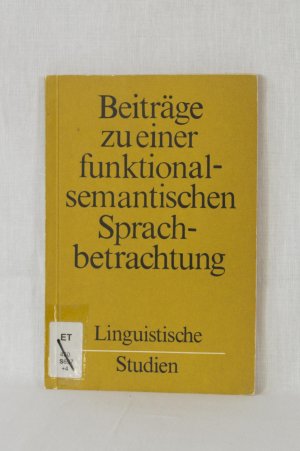 Beiträge
zu einer
funktional-
semantischen
Sprach-
betrachtung
Linguistische
Studien
ET